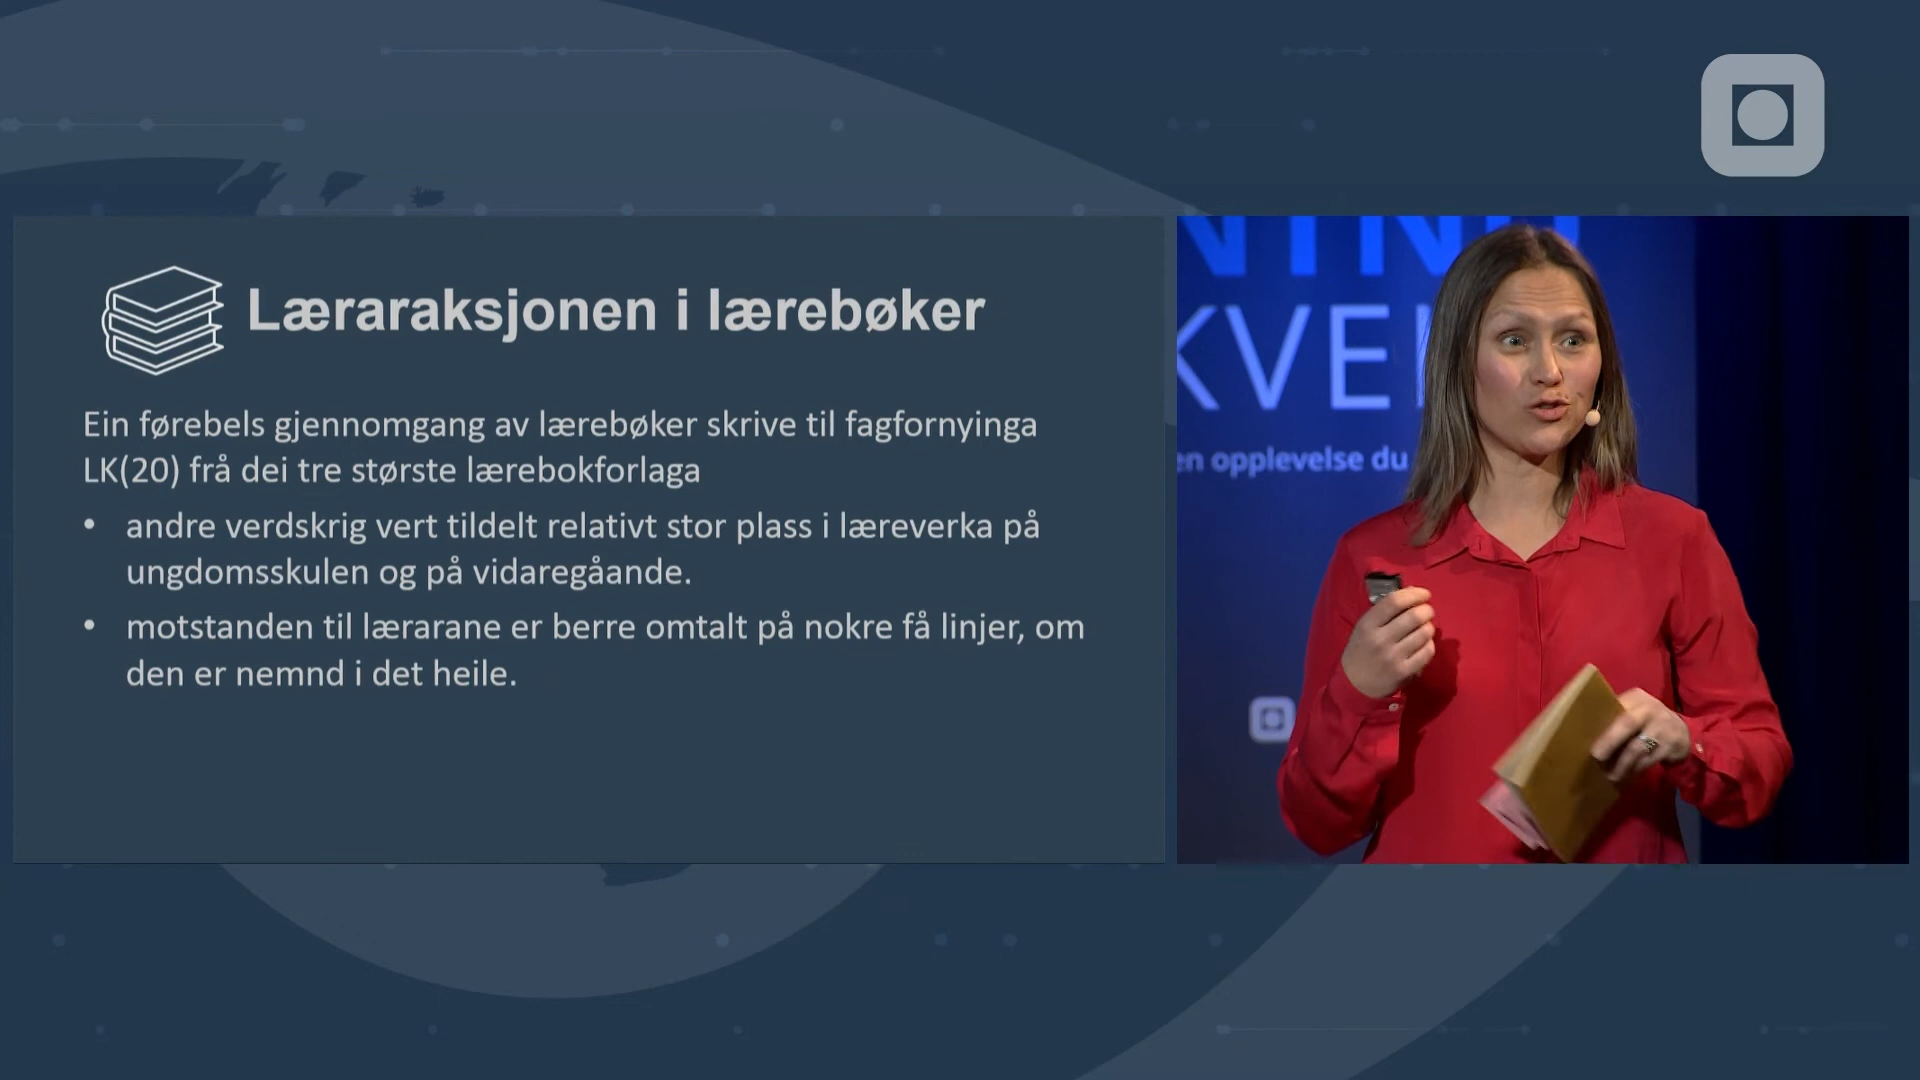 Læraraksjonen i lærebøker
Ein førebels gjennomgang av lærebøker skrive til fagfornyinga
LK(20) frå dei tre største lærebokforlaga
• andre verdskrig vert tildelt relativt stor plass i læreverka på
ungdomsskulen og på vidaregåande.
• motstanden til lærarane er berre omtalt på nokre få linjer, om
den er nemnd i det heile.
KVE
en opplevelse du